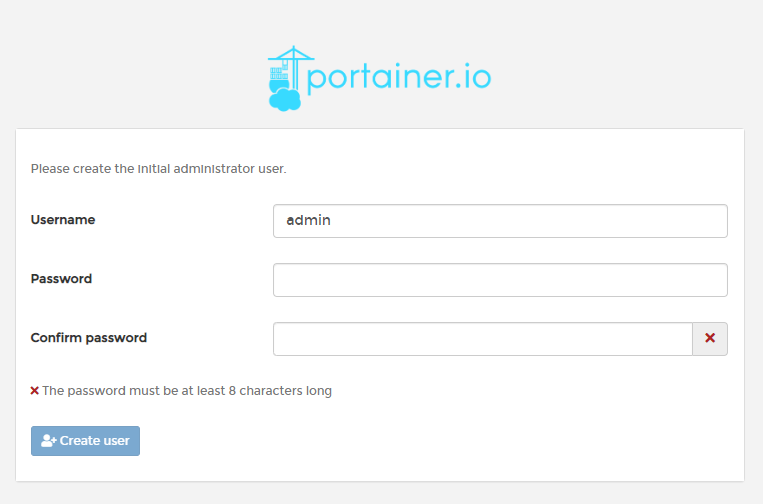 portainer.io
Please create the initial administrator user.
Username
admin
Password
Confirm password
The password must be at least 8 characters long
Create user